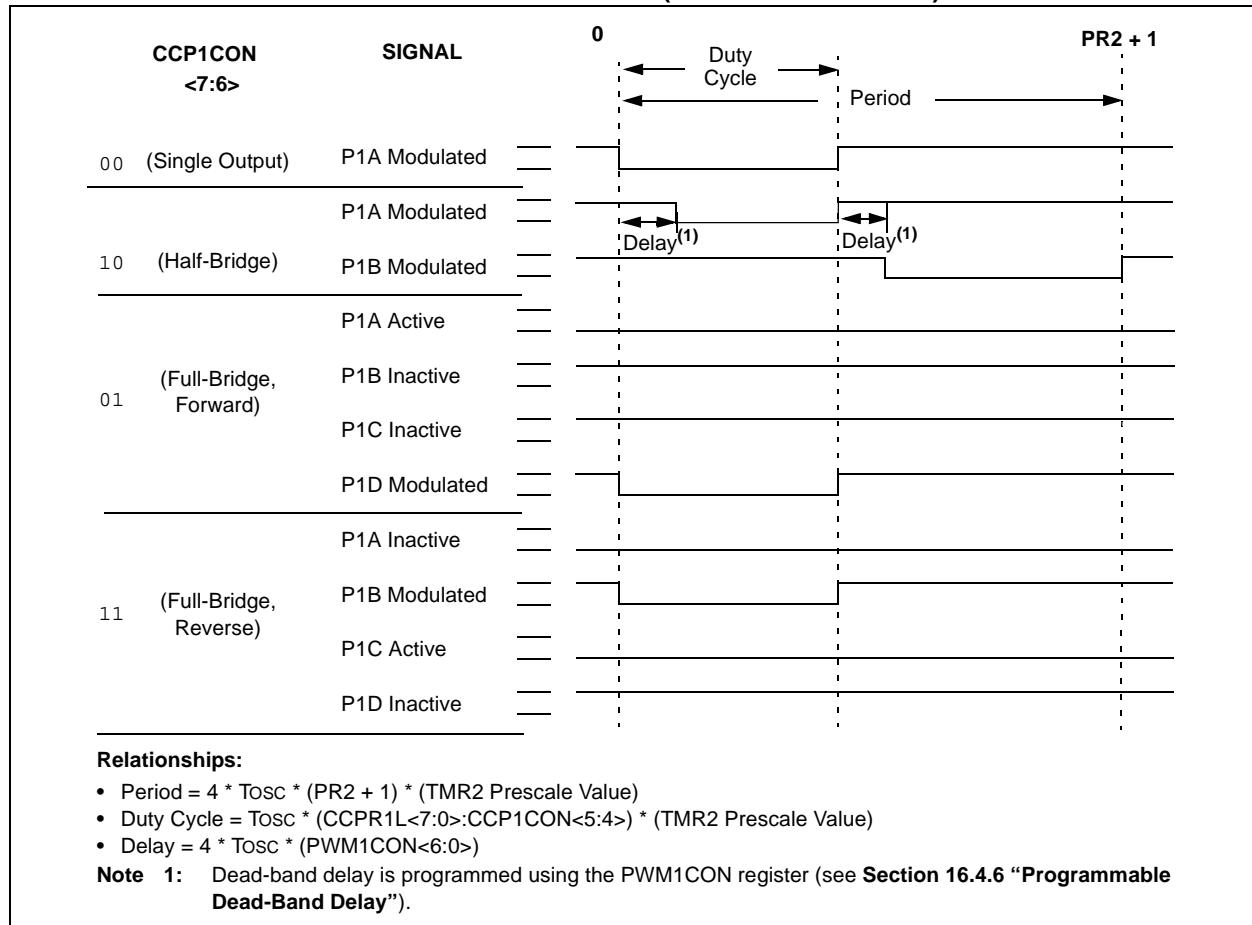 0
PR2 + 1
CCP1CON
<7:6>
SIGNAL
Duty
Cycle
Period
00 (Single Output) P1A Modulated
P1A Modulated
Delay(1)
Delay(1)
10 (Half-Bridge) P1B Modulated
P1A Active
01 (Full-Bridge,
Forward)
P1B Inactive
P1C Inactive
P1D Modulated
P1A Inactive
11 (Full-Bridge,
Reverse)
P1B Modulated
P1C Active
P1D Inactive
Relationships:
• Period = 4 * TOSC * (PR2 + 1) * (TMR2 Prescale Value)
• Duty Cycle = TOSC * (CCPR1L<7:0>:CCP1CON<5:4>) * (TMR2 Prescale Value)
• Delay = 4 * TOSC * (PWM1CON<6:0>)
Note 1: Dead-band delay is programmed using the PWM1CON register (see Section 16.4.6 “Programmable
Dead-Band Delay”).